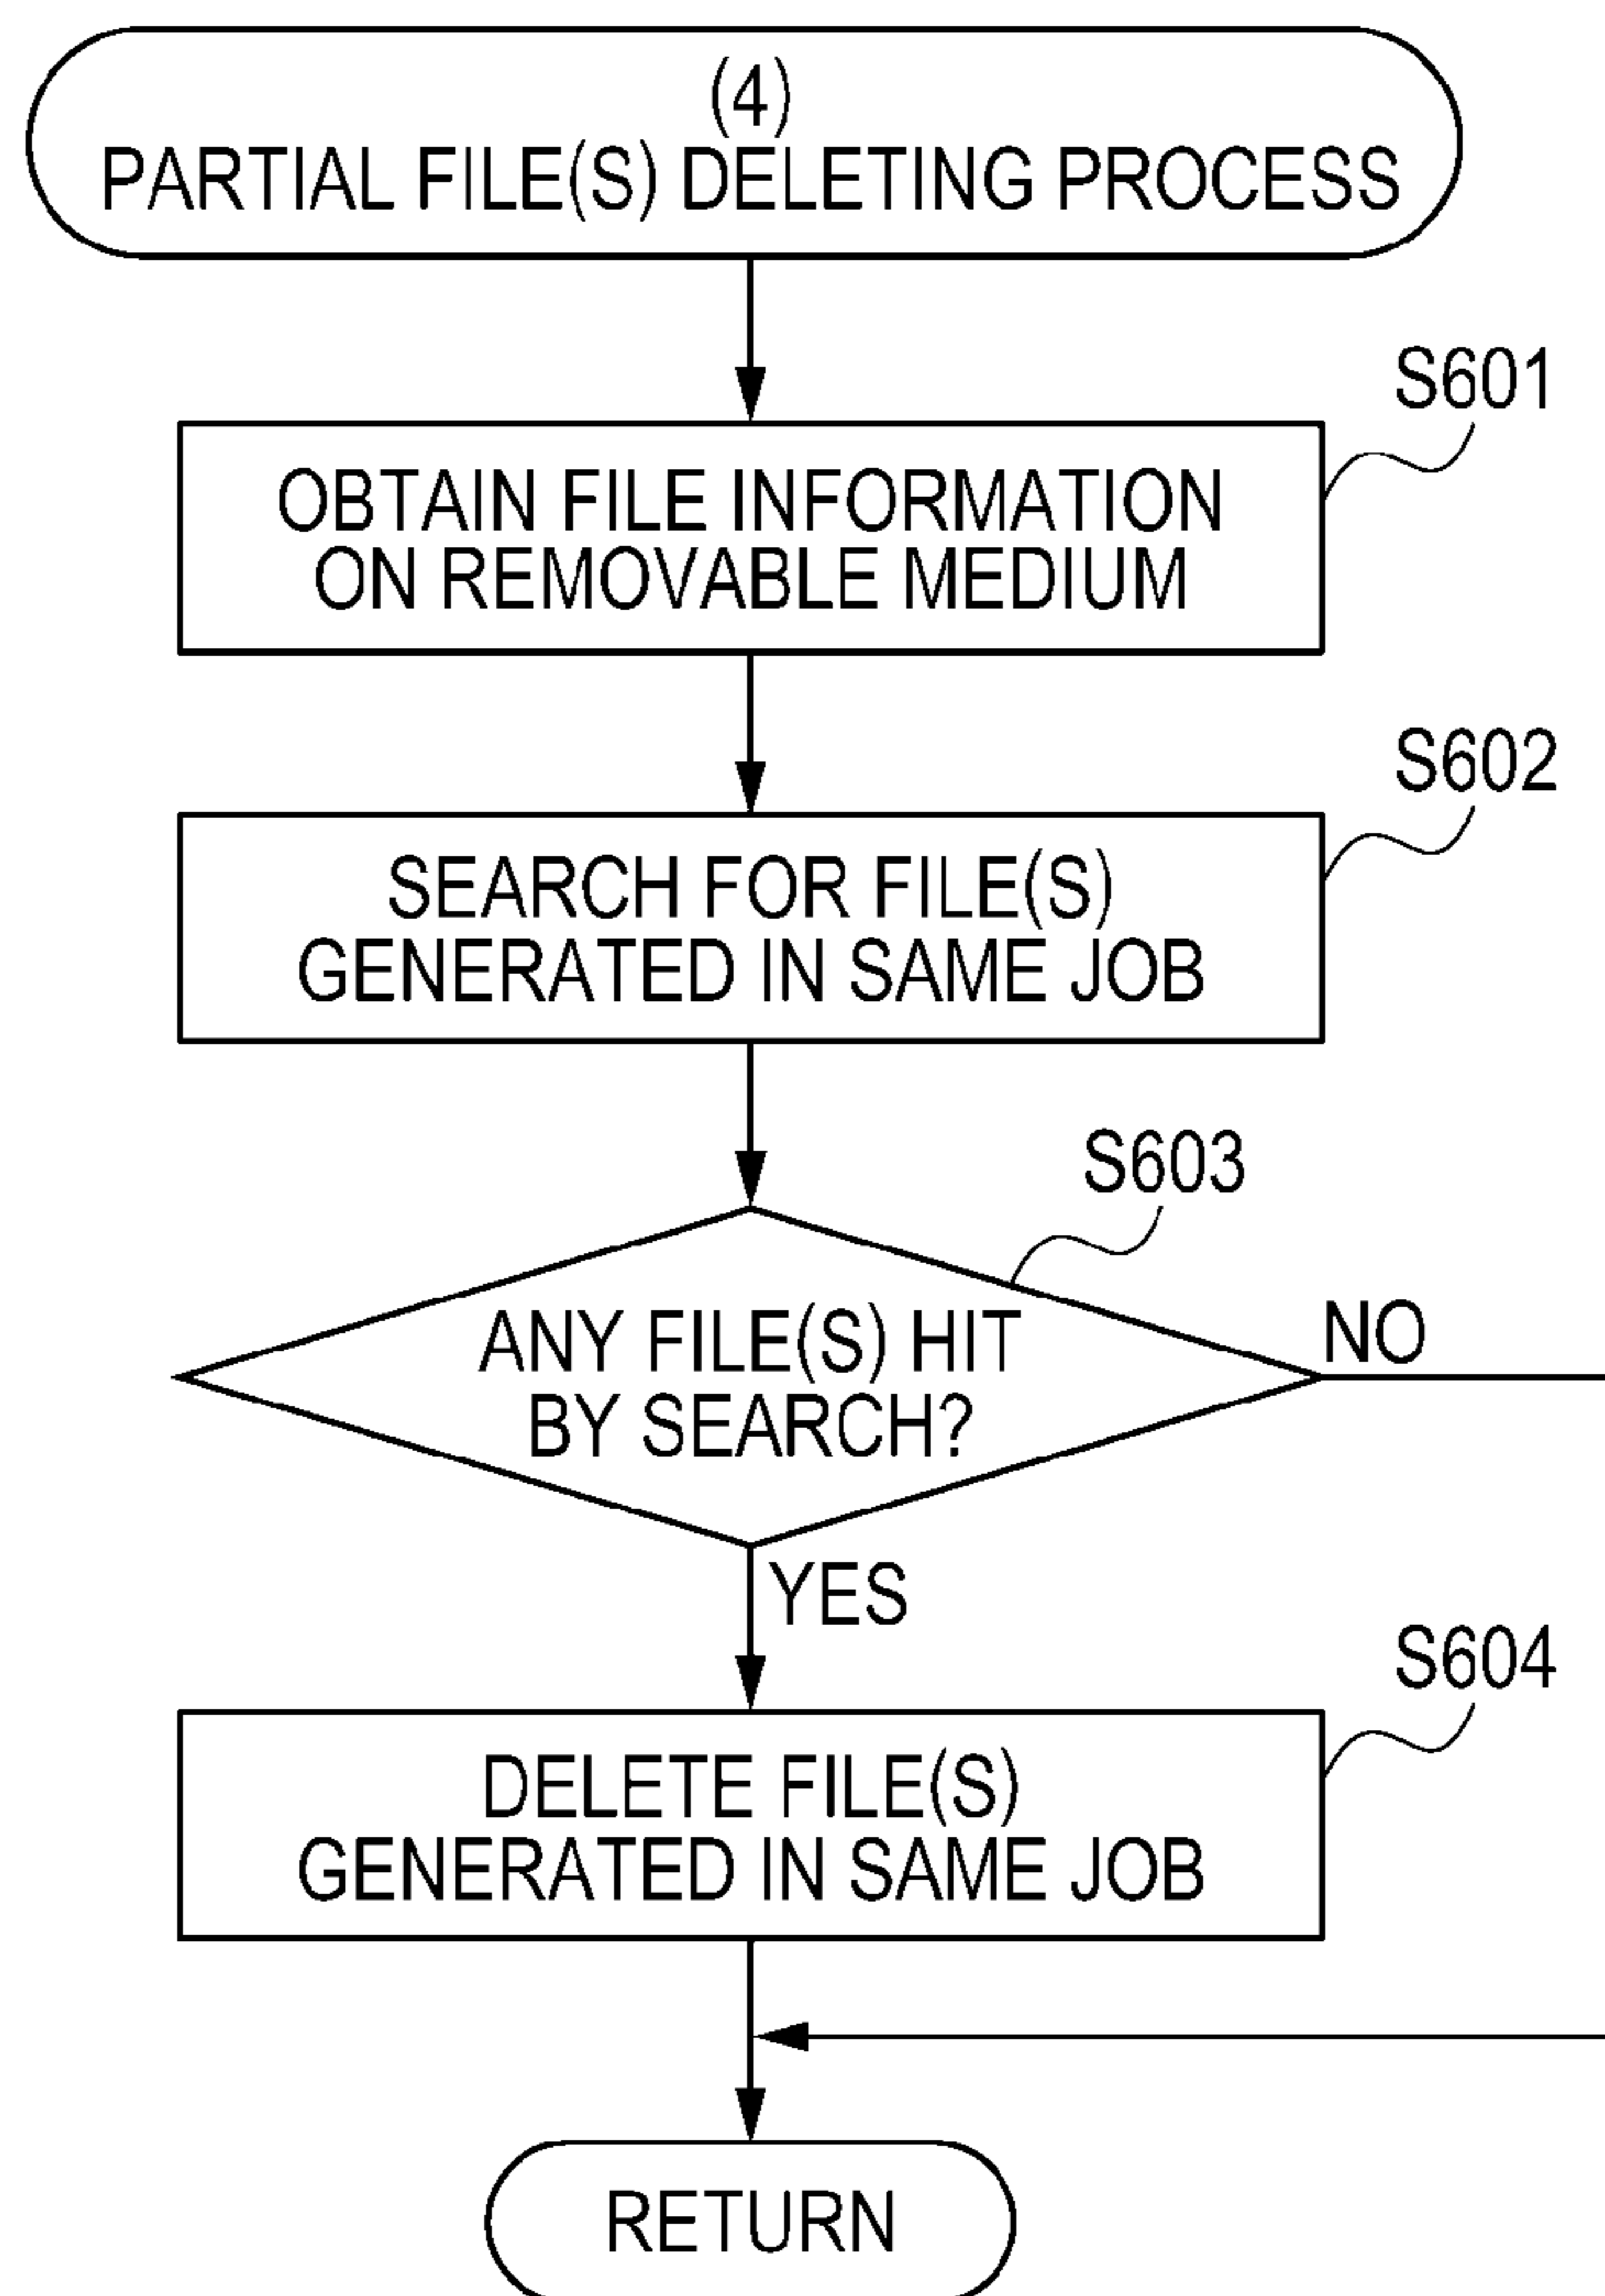 (4)
PARTIAL FILE(S) DELETING PROCESS
S601
OBTAIN FILE INFORMATION
ON REMOVABLE MEDIUM
S602
SEARCH FOR FILE(S)
GENERATED IN SAME JOB
S603
ANY FILE(S) HIT
BY SEARCH?
NO
YES
S604
DELETE FILE(S)
GENERATED IN SAME JOB
RETURN